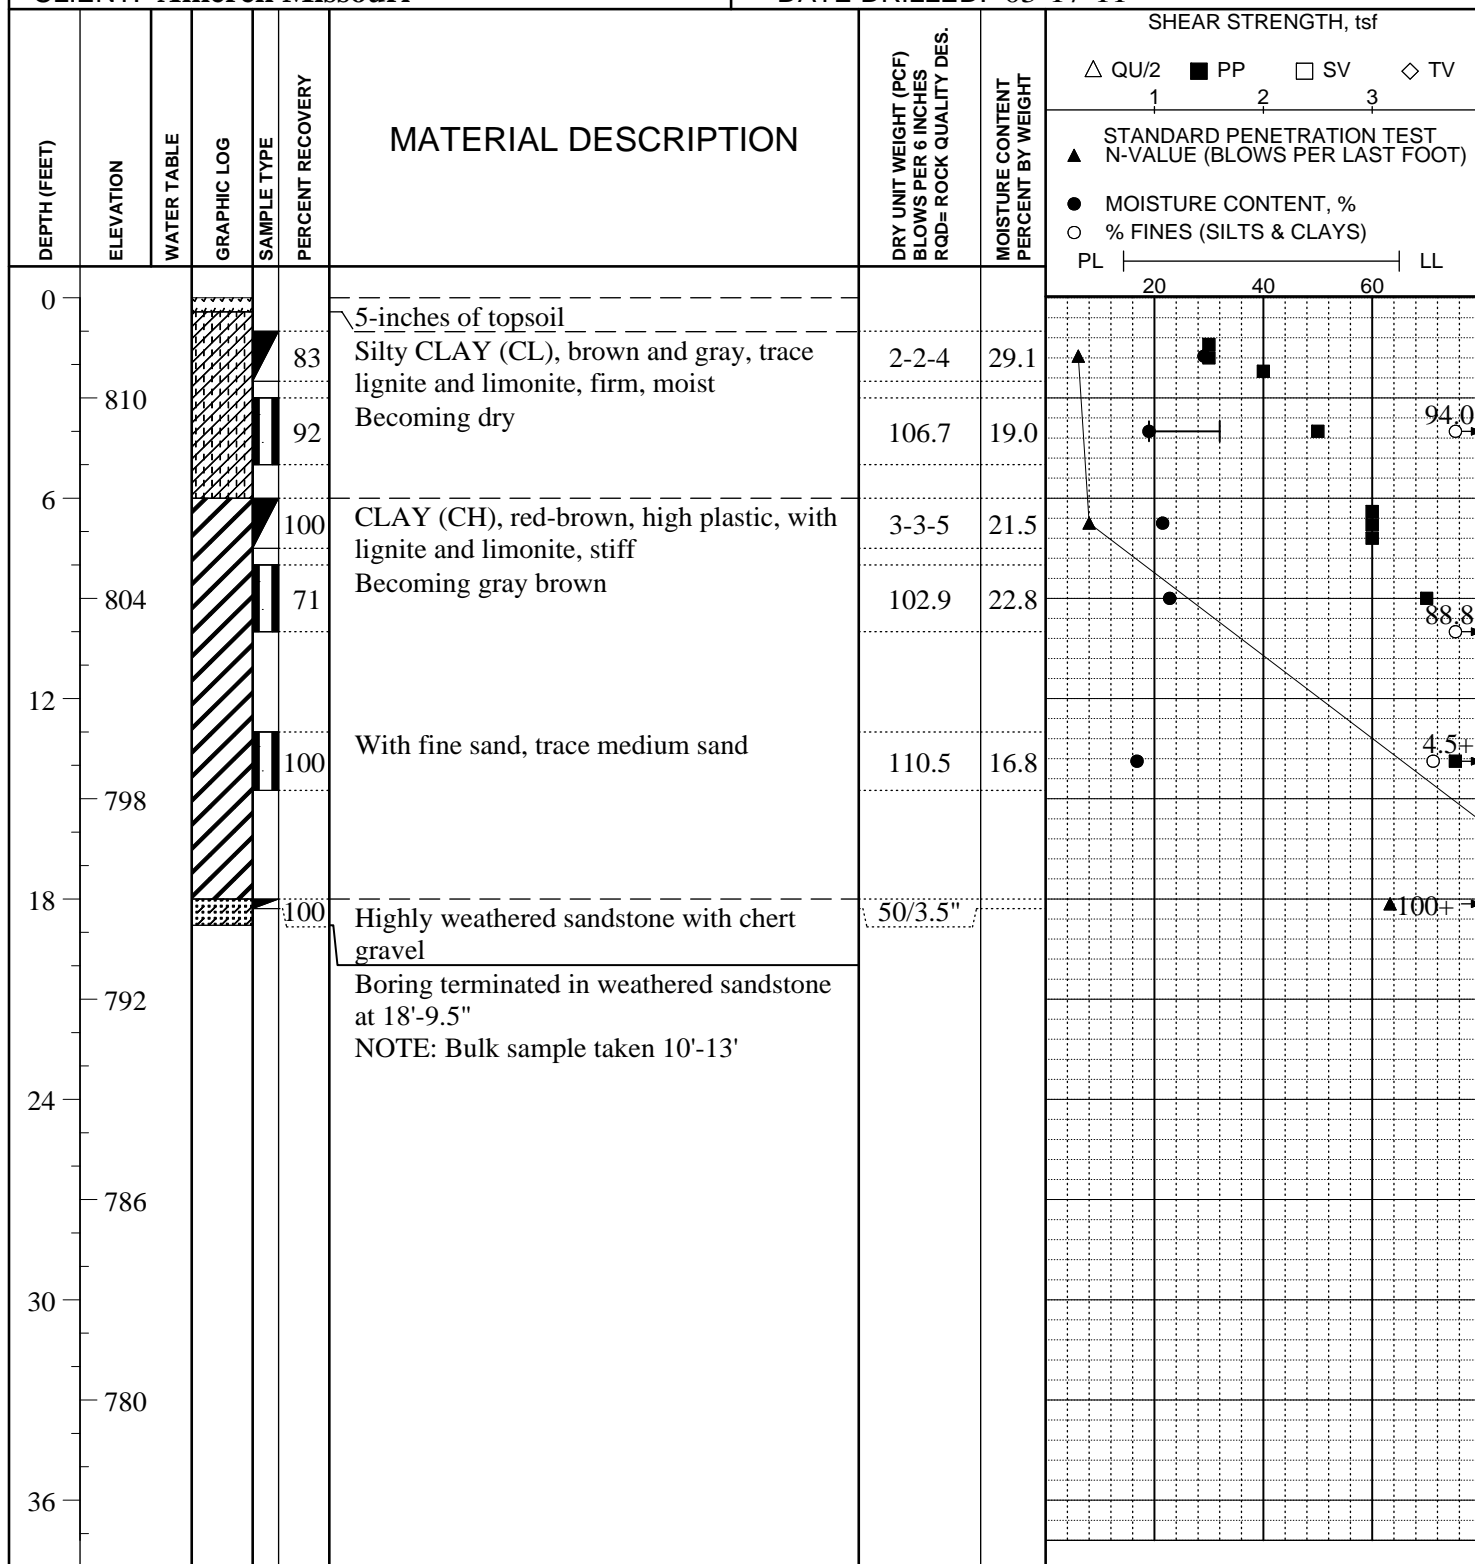 CLIENT: Ameren Missouri
DATE DRILLED: 05-17-11
DEPTH (FEET)
ELEVATION
WATER TABLE
GRAPHIC LOG
SAMPLE TYPE
PERCENT RECOVERY
MATERIAL DESCRIPTION
DRY UNIT WEIGHT (PCF)
BLOWS PER 6 INCHES
RQD= ROCK QUALITY DES.
MOISTURE CONTENT
PERCENT BY WEIGHT
SHEAR STRENGTH, tsf
QU/2 PP SV TV
1 2 3
STANDARD PENETRATION TEST
N-VALUE (BLOWS PER LAST FOOT)
MOISTURE CONTENT, %
% FINES (SILTS & CLAYS)
PL LL
20 40 60
0
5-inches of topsoil
83 Silty CLAY (CL), brown and gray, trace 2-2-4 29.1
lignite and limonite, firm, moist
810
Becoming dry
92 106.7 19.0
94.0
6
100 CLAY (CH), red-brown, high plastic, with 3-3-5 21.5
lignite and limonite, stiff
Becoming gray brown
804 71 102.9 22.8
88.8
12
With fine sand, trace medium sand
100 110.5 16.8
4.5+
798
18
100 Highly weathered sandstone with chert 50/3.5" 100+
gravel
Boring terminated in weathered sandstone
792
at 18'-9.5"
NOTE: Bulk sample taken 10'-13'
24
786
30
780
36